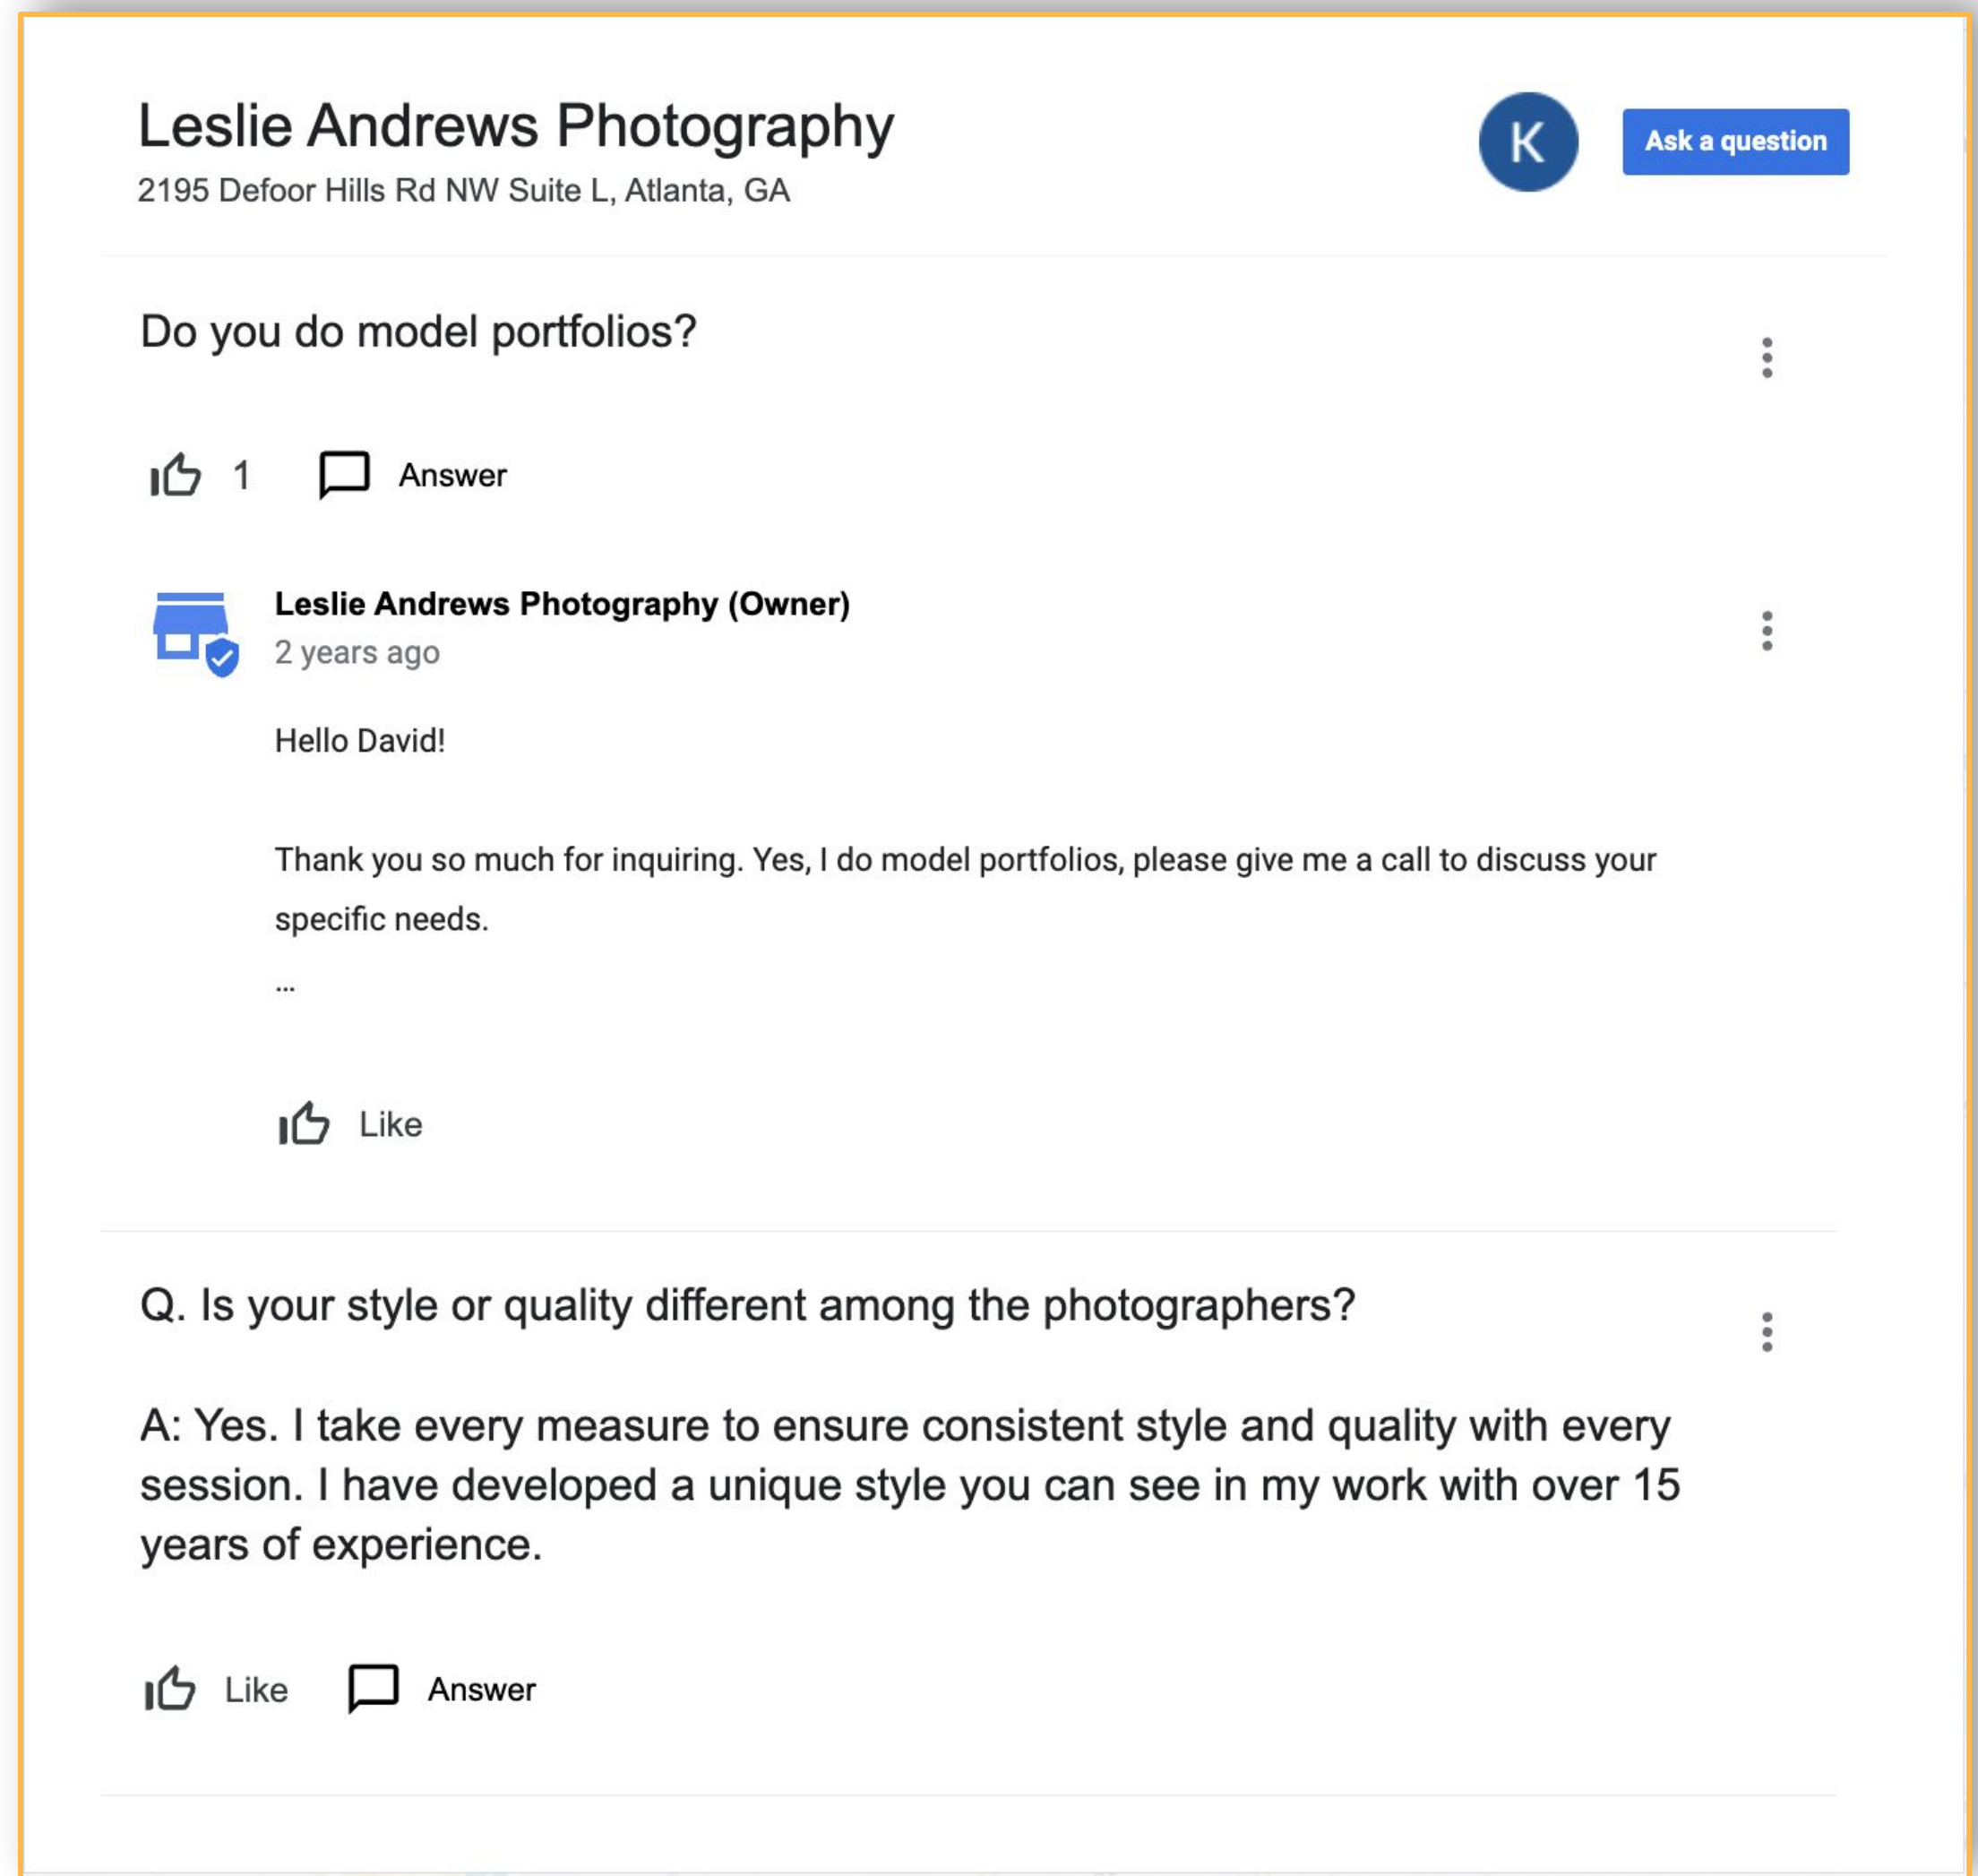 Leslie Andrews Photography
2195 Defoor Hills Rd NW Suite L, Atlanta, GA
K
Ask a question
Do you do model portfolios?
1
Answer
Leslie Andrews Photography (Owner)
2 years ago
Hello David!
Thank you so much for inquiring. Yes, I do model portfolios, please give me a call to discuss your
specific needs.
...
Like
Q. Is your style or quality different among the photographers?
A: Yes. I take every measure to ensure consistent style and quality with every
session. I have developed a unique style you can see in my work with over 15
years of experience.
Like
Answer